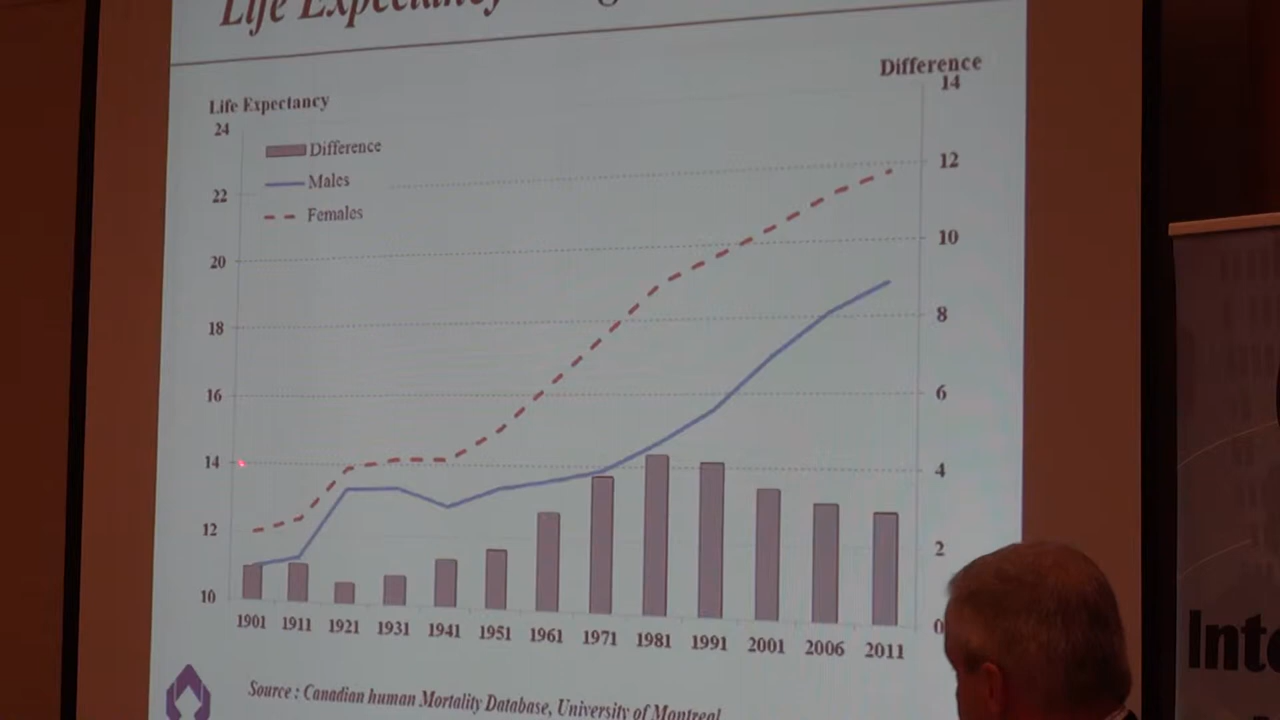 Life Expectancy
Difference
14
Life Expectancy
24
Difference
Males
Females
22
20
18
16
14
12
10
12
10
8
6
4
2
0
1901 1911 1921 1931 1941 1951 1961 1971 1981 1991 2001 2006 2011
Source : Canadian human Mortality Database, University of Montreal
Inte